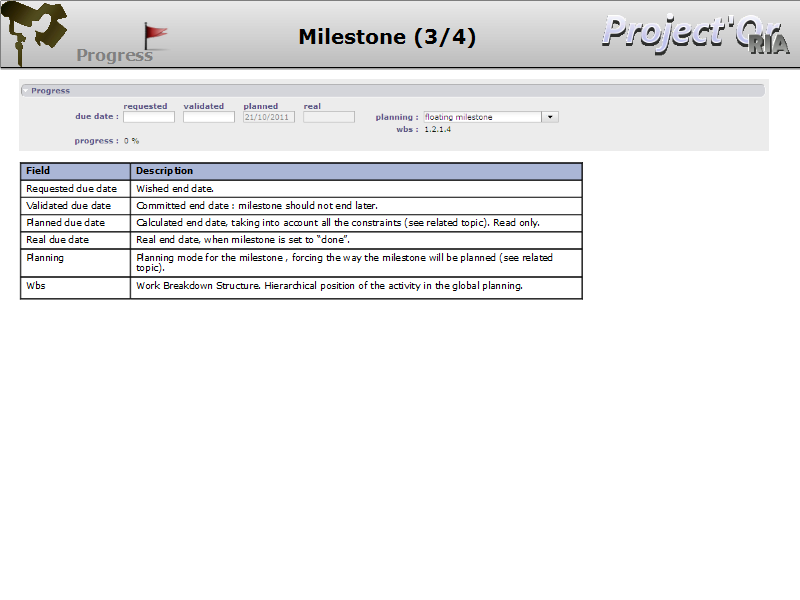 Progress
Milestone (3/4)
Project'Or
RIA
Progress
requested validated planned real
due date : 21/10/2011 planning : floating milestone
wbs : 1.2.1.4
progress : 0 %
Field Description
Requested due date Wished end date.
Validated due date Committed end date : milestone should not end later.
Planned due date Calculated end date, taking into account all the constraints (see related topic). Read only.
Real due date Real end date, when milestone is set to “done”.
Planning Planning mode for the milestone , forcing the way the milestone will be planned (see related
topic).
Wbs Work Breakdown Structure. Hierarchical position of the activity in the global planning.